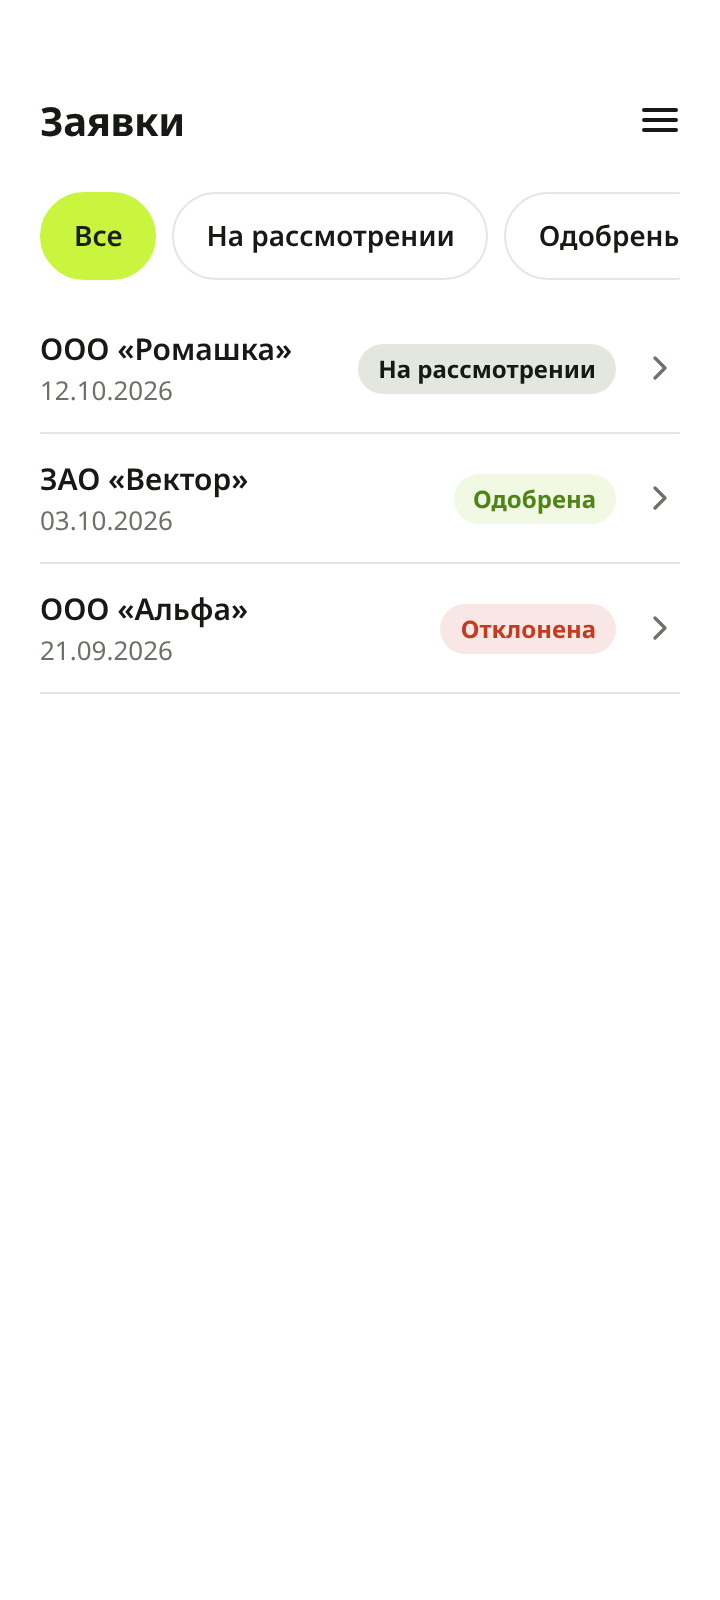 Заявки
Все
На рассмотрении
Одобрены
ООО «Ромашка»
12.10.2026
На рассмотрении
ЗАО «Вектор»
03.10.2026
Одобрена
ООО «Альфа»
21.09.2026
Отклонена